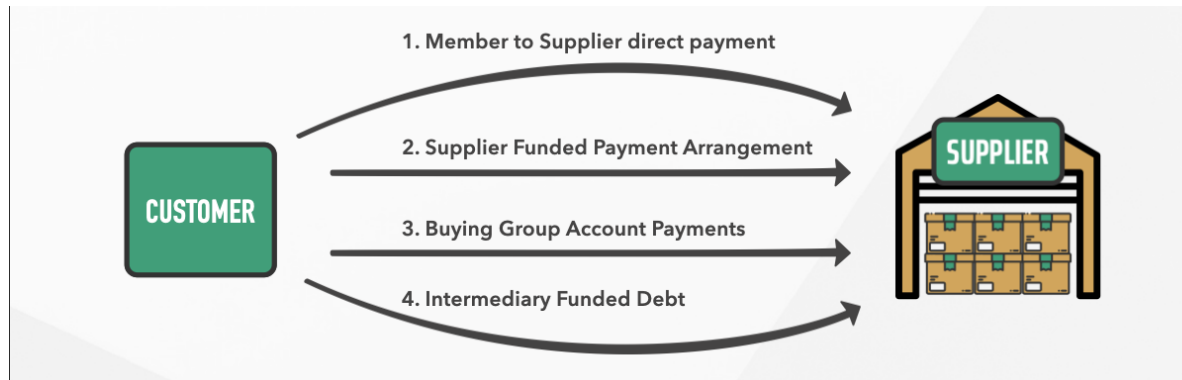 1. Member to Supplier direct payment
2. Supplier Funded Payment Arrangement
3. Buying Group Account Payments
4. Intermediary Funded Debt
CUSTOMER
SUPPLIER